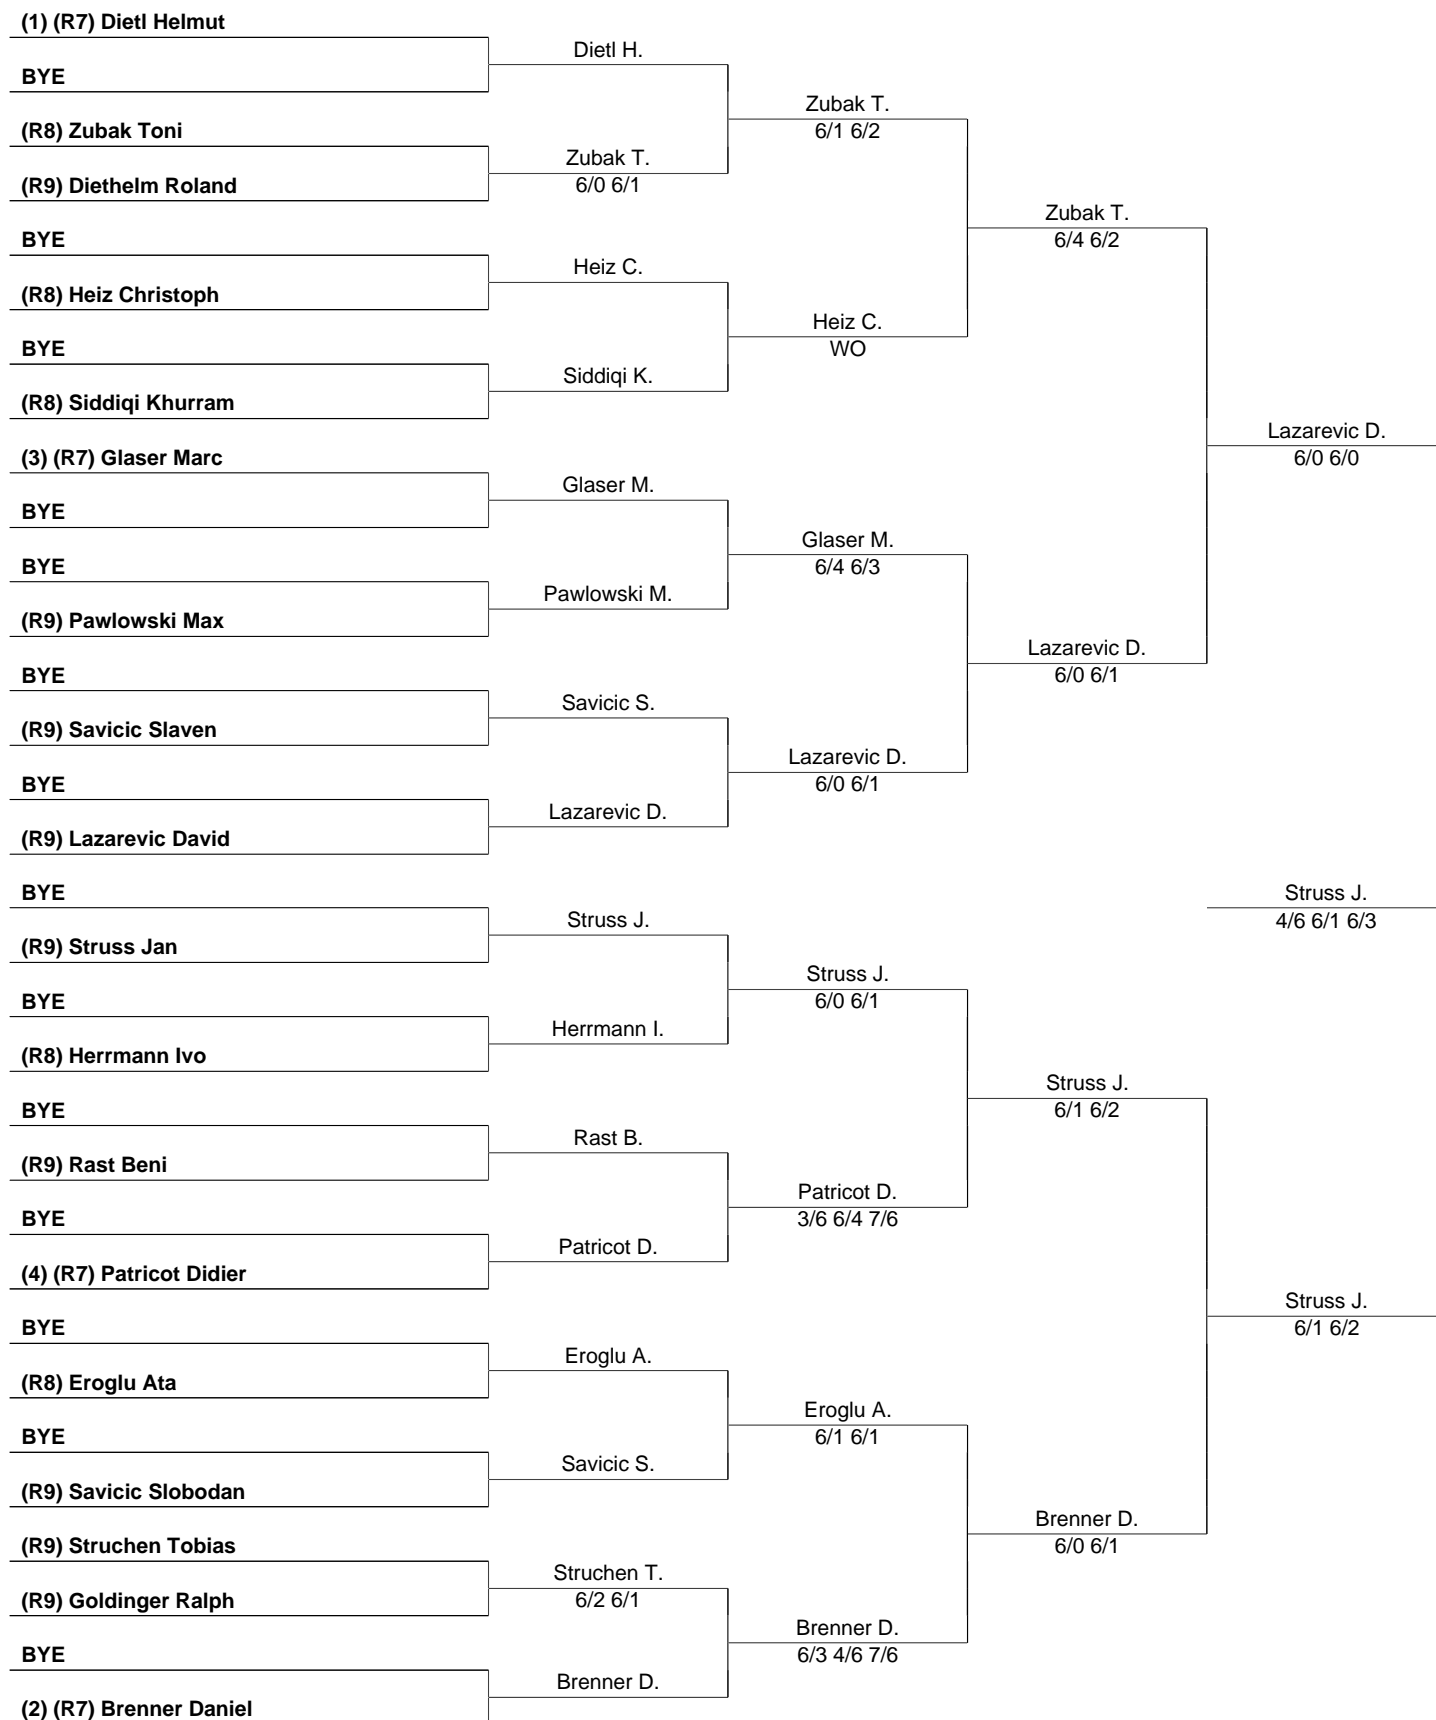 (1) (R7) Dietl Helmut
Dietl H.
BYE
Zubak T.
6/1 6/2
(R8) Zubak Toni
Zubak T.
6/0 6/1
(R9) Diethelm Roland
Zubak T.
6/4 6/2
BYE
Heiz C.
(R8) Heiz Christoph
Heiz C.
WO
BYE
Siddiqi K.
(R8) Siddiqi Khurram
Lazarevic D.
6/0 6/0
(3) (R7) Glaser Marc
Glaser M.
BYE
Glaser M.
6/4 6/3
BYE
Pawlowski M.
(R9) Pawlowski Max
Lazarevic D.
6/0 6/1
BYE
Savicic S.
(R9) Savicic Slaven
Lazarevic D.
6/0 6/1
BYE
Lazarevic D.
(R9) Lazarevic David
BYE
Struss J.
4/6 6/1 6/3
Struss J.
(R9) Struss Jan
Struss J.
6/0 6/1
BYE
Herrmann I.
(R8) Herrmann Ivo
Struss J.
6/1 6/2
BYE
Rast B.
(R9) Rast Beni
Patricot D.
3/6 6/4 7/6
BYE
Patricot D.
(4) (R7) Patricot Didier
Struss J.
6/1 6/2
BYE
Eroglu A.
(R8) Eroglu Ata
Eroglu A.
6/1 6/1
BYE
Savicic S.
(R9) Savicic Slobodan
Brenner D.
6/0 6/1
(R9) Struchen Tobias
Struchen T.
6/2 6/1
(R9) Goldinger Ralph
Brenner D.
6/3 4/6 7/6
BYE
Brenner D.
(2) (R7) Brenner Daniel